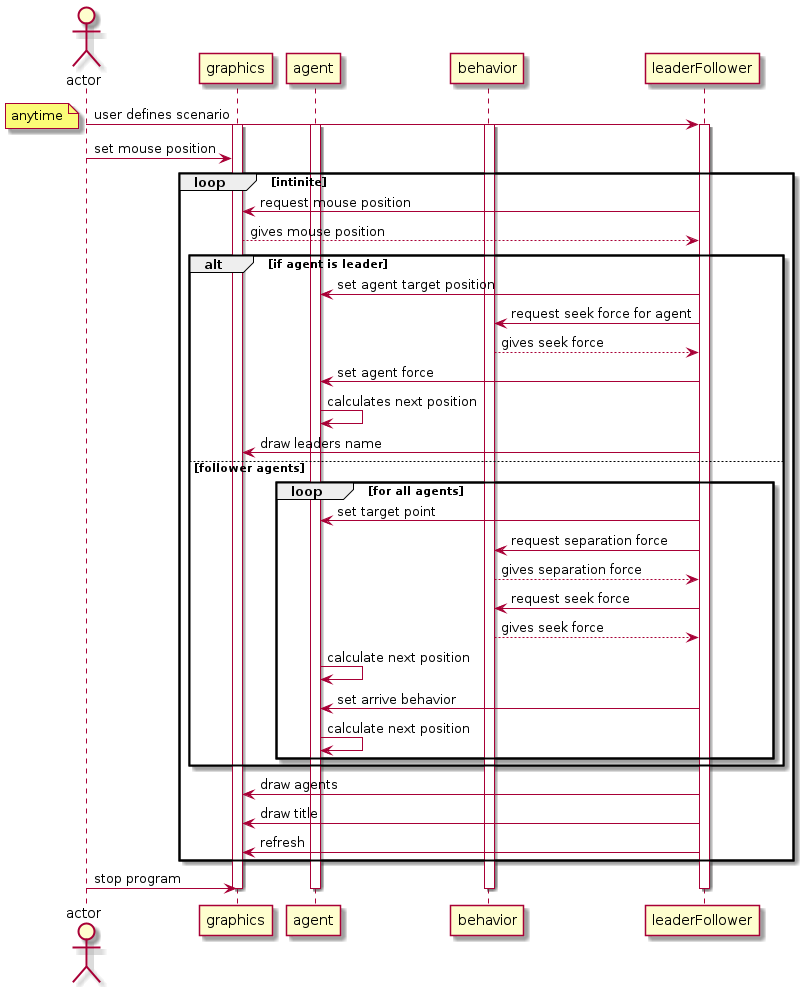 actor
graphics
agent
behavior
leaderFollower
anytime
user defines scenario
set mouse position
loop [intinite]
request mouse position
gives mouse position
alt [if agent is leader]
set agent target position
request seek force for agent
gives seek force
set agent force
calculates next position
draw leaders name
[follower agents]
loop [for all agents]
set target point
request separation force
gives separation force
request seek force
gives seek force
calculate next position
set arrive behavior
calculate next position
draw agents
draw title
refresh
stop program
actor
graphics
agent
behavior
leaderFollower